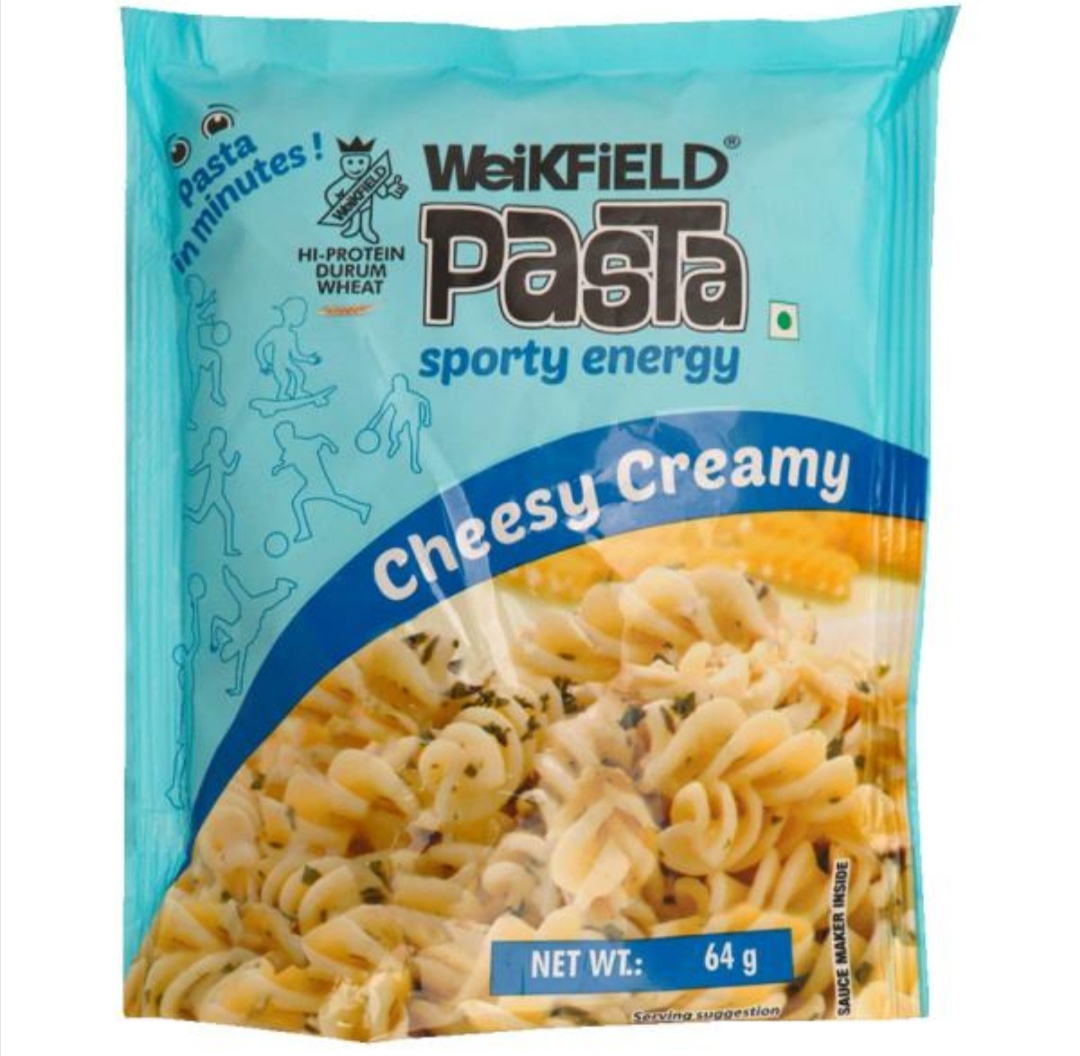 Pasta
in minutes!
WEIKFIELD
HI-PROTEIN
DURUM
WHEAT
WEiKFiELD®
PasTa
sporty energy
Cheesy Creamy
NET WT.: 64 g
SAUCE MAKER INSIDE
Serving suggestion